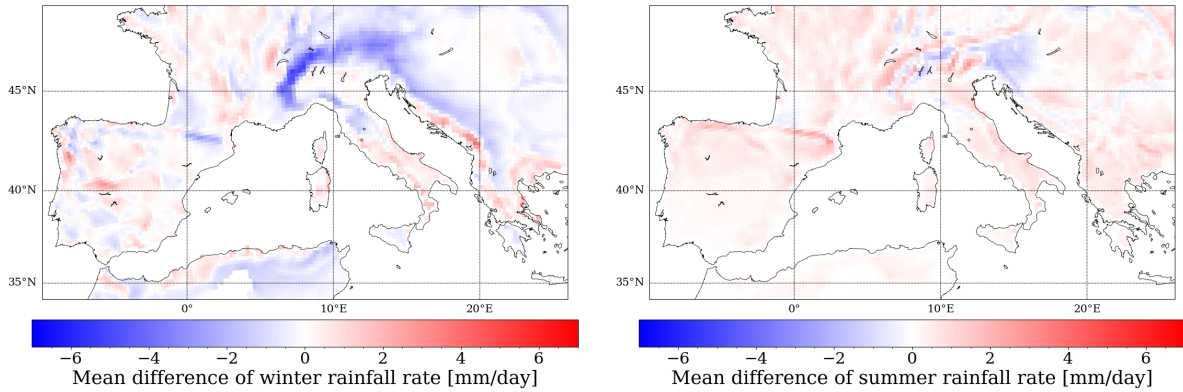 45°N
40°N
35°N
0° 10°E 20°E
−6 −4 −2 0 2 4 6
Mean difference of winter rainfall rate [mm/day]
45°N
40°N
35°N
0° 10°E 20°E
−6 −4 −2 0 2 4 6
Mean difference of summer rainfall rate [mm/day]